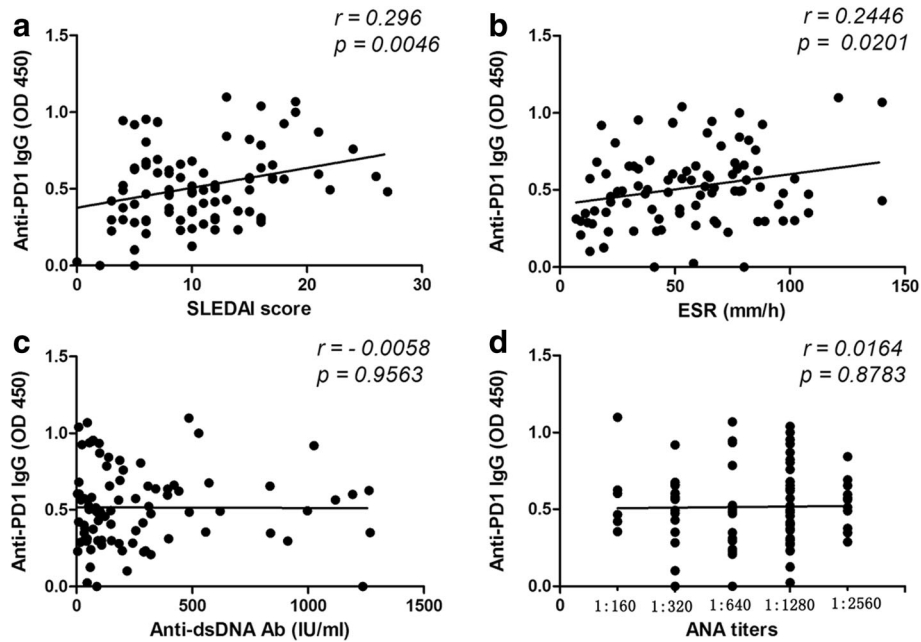 a
r = 0.296
p = 0.0046
Anti-PD1 IgG (OD 450)
1.5
1.0
0.5
0.0
0 10 20 30
SLEDAI score
b
r = 0.2446
p = 0.0201
Anti-PD1 IgG (OD 450)
1.5
1.0
0.5
0.0
0 50 100 150
ESR (mm/h)
c
r = - 0.0058
p = 0.9563
Anti-PD1 IgG (OD 450)
1.5
1.0
0.5
0.0
0 500 1000 1500
Anti-dsDNA Ab (IU/ml)
d
r = 0.0164
p = 0.8783
Anti-PD1 IgG (OD 450)
1.5
1.0
0.5
0.0
0 1:160 1:320 1:640 1:1280 1:2560
ANA titers